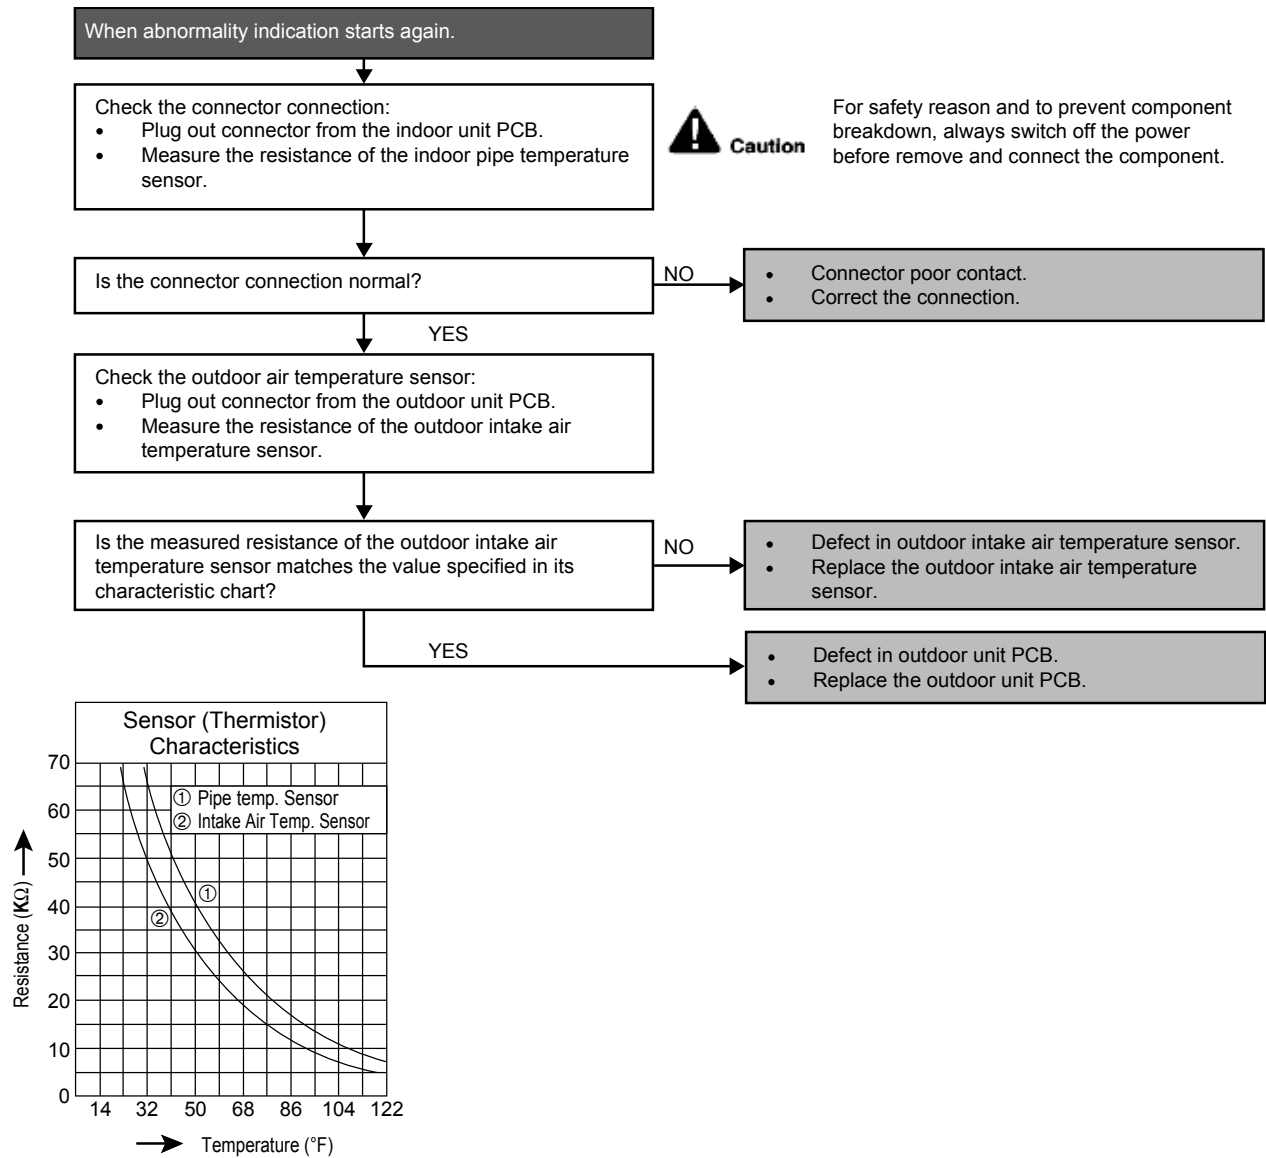 When abnormality indication starts again.
Check the connector connection:
• Plug out connector from the indoor unit PCB.
• Measure the resistance of the indoor pipe temperature
sensor.
Caution
For safety reason and to prevent component
breakdown, always switch off the power
before remove and connect the component.
Is the connector connection normal?
NO
• Connector poor contact.
• Correct the connection.
YES
Check the outdoor air temperature sensor:
• Plug out connector from the outdoor unit PCB.
• Measure the resistance of the outdoor intake air
temperature sensor.
Is the measured resistance of the outdoor intake air
temperature sensor matches the value specified in its
characteristic chart?
NO
• Defect in outdoor intake air temperature sensor.
• Replace the outdoor intake air temperature
sensor.
YES
• Defect in outdoor unit PCB.
• Replace the outdoor unit PCB.
Sensor (Thermistor)
Characteristics
① Pipe temp. Sensor
② Intake Air Temp. Sensor
70
60
50
40
30
20
10
0
①
②
Resistance (KΩ)
14 32 50 68 86 104 122
Temperature (°F)